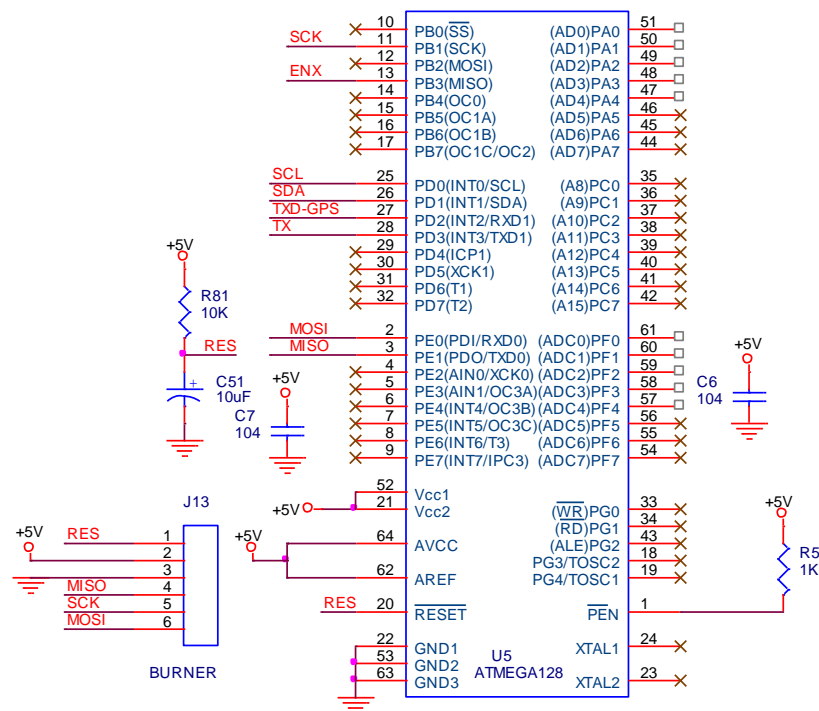 10 PB0(SS) (AD0)PA0 51
SCK 11 PB1(SCK) (AD1)PA1 50
12 PB2(MOSI) (AD2)PA2 49
ENX 13 PB3(MISO) (AD3)PA3 48
14 PB4(OC0) (AD4)PA4 47
15 PB5(OC1A) (AD5)PA5 46
16 PB6(OC1B) (AD6)PA6 45
17 PB7(OC1C/OC2) (AD7)PA7 44
SCL 25 PD0(INT0/SCL) (A8)PC0 35
SDA 26 PD1(INT1/SDA) (A9)PC1 36
TXD-GPS 27 PD2(INT2/RXD1) (A10)PC2 37
TX 28 PD3(INT3/TXD1) (A11)PC3 38
29 PD4(ICP1) (A12)PC4 39
30 PD5(XCK1) (A13)PC5 40
31 PD6(T1) (A14)PC6 41
32 PD7(T2) (A15)PC7 42
+5V
R81
10K
RES
C51
10uF
MOSI 2 PE0(PDI/RXD0) (ADC0)PF0 61
MISO 3 PE1(PDO/TXD0) (ADC1)PF1 60
4 PE2(AIN0/XCK0) (ADC2)PF2 59
5 PE3(AIN1/OC3A) (ADC3)PF3 58
6 PE4(INT4/OC3B) (ADC4)PF4 57
7 PE5(INT5/OC3C) (ADC5)PF5 56
8 PE6(INT6/T3) (ADC6)PF6 55
9 PE7(INT7/IPC3) (ADC7)PF7 54
+5V
C7
104
+5V
C6
104
52 Vcc1
+5V 21 Vcc2
(WR)PG0 33
(RD)PG1 34
(ALE)PG2 43
PG3/TOSC2 18
PG4/TOSC1 19
+5V
64 AVCC
62 AREF
RES 20 RESET
PEN 1
+5V
R5
1K
22 GND1
53 GND2
63 GND3
XTAL1 24
XTAL2 23
U5
ATMEGA128
J13
+5V
RES 1
2
3
MISO 4
SCK 5
MOSI 6
BURNER